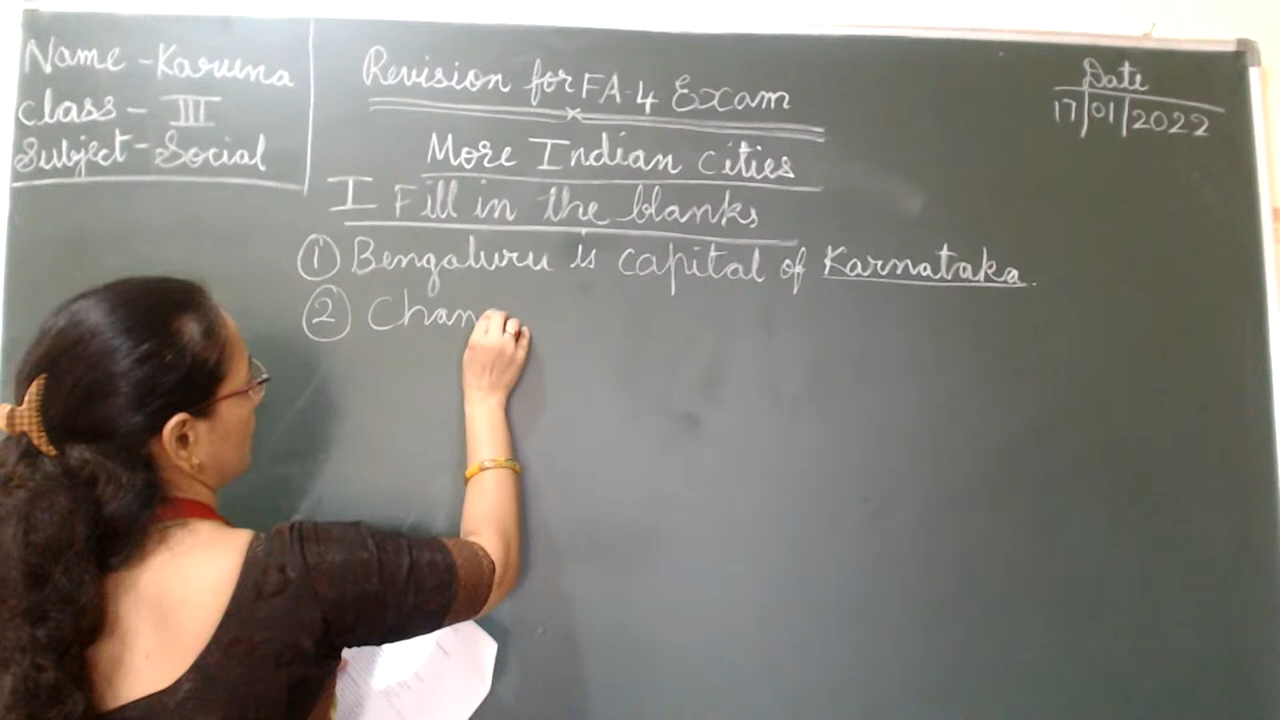 Name - Karuna
Class - III
Subject - Social
Revision for FA-4 Exam
More Indian Cities
I Fill in the blanks
① Bengaluru is capital of Karnataka.
② Chan
Date
17/01/2022